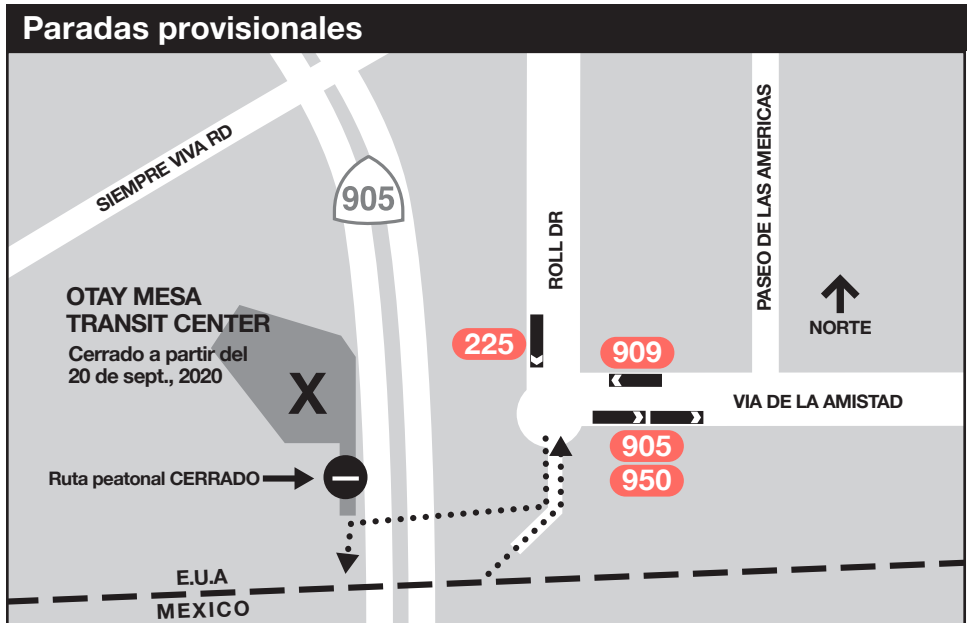 Paradas provisionales
SIEMPRE VIVA RD
905
ROLL DR
PASEO DE LAS AMERICAS
OTAY MESA
TRANSIT CENTER
Cerrado a partir del
20 de sept., 2020
X
NORTE
225
909
VIA DE LA AMISTAD
905
950
Ruta peatonal CERRADO
E.U.A
MEXICO